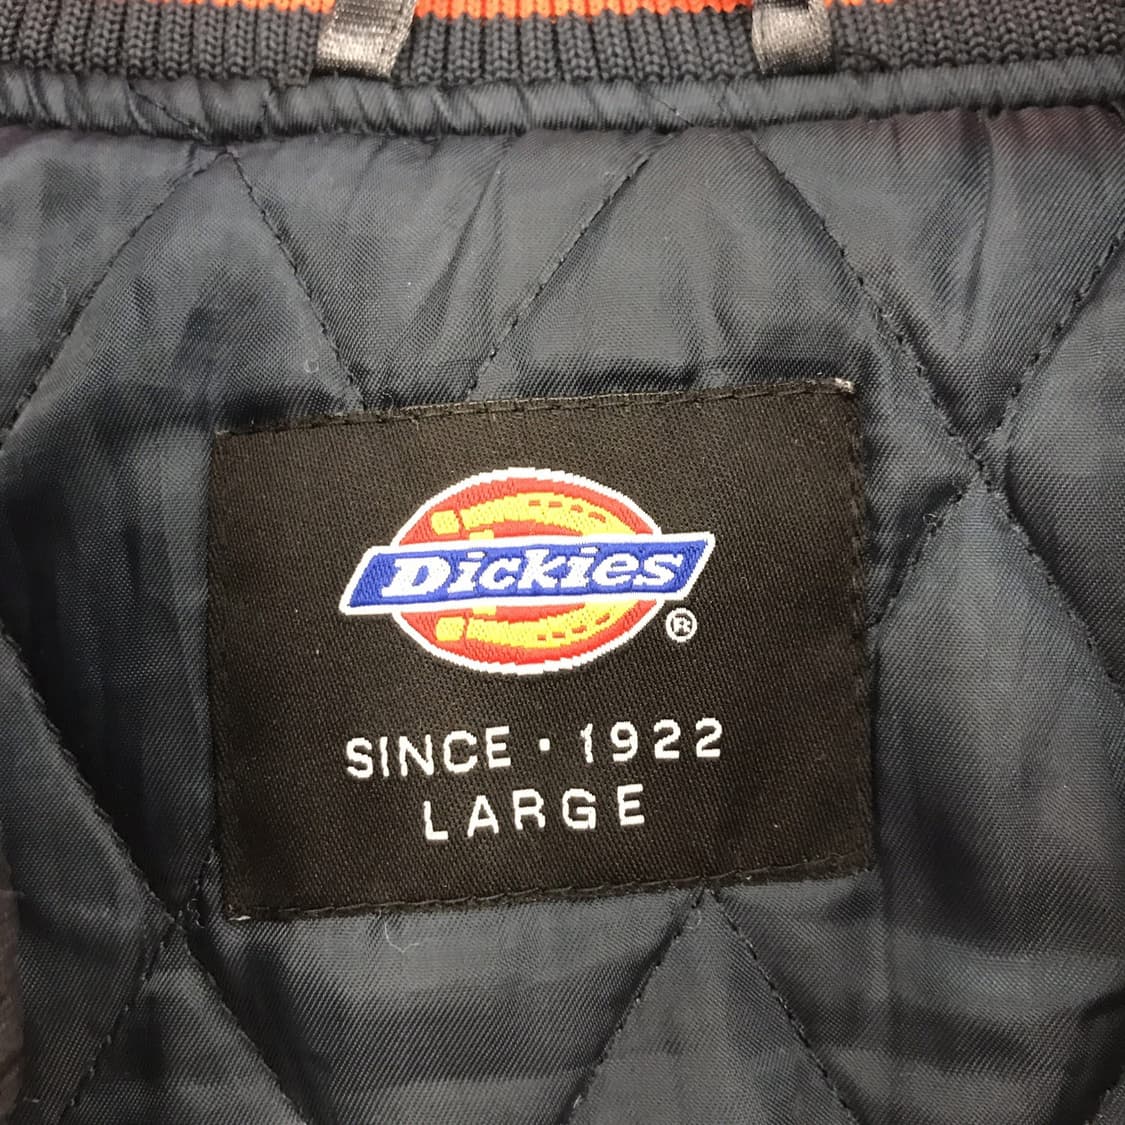 Dickies
®
SINCE · 1922
LARGE